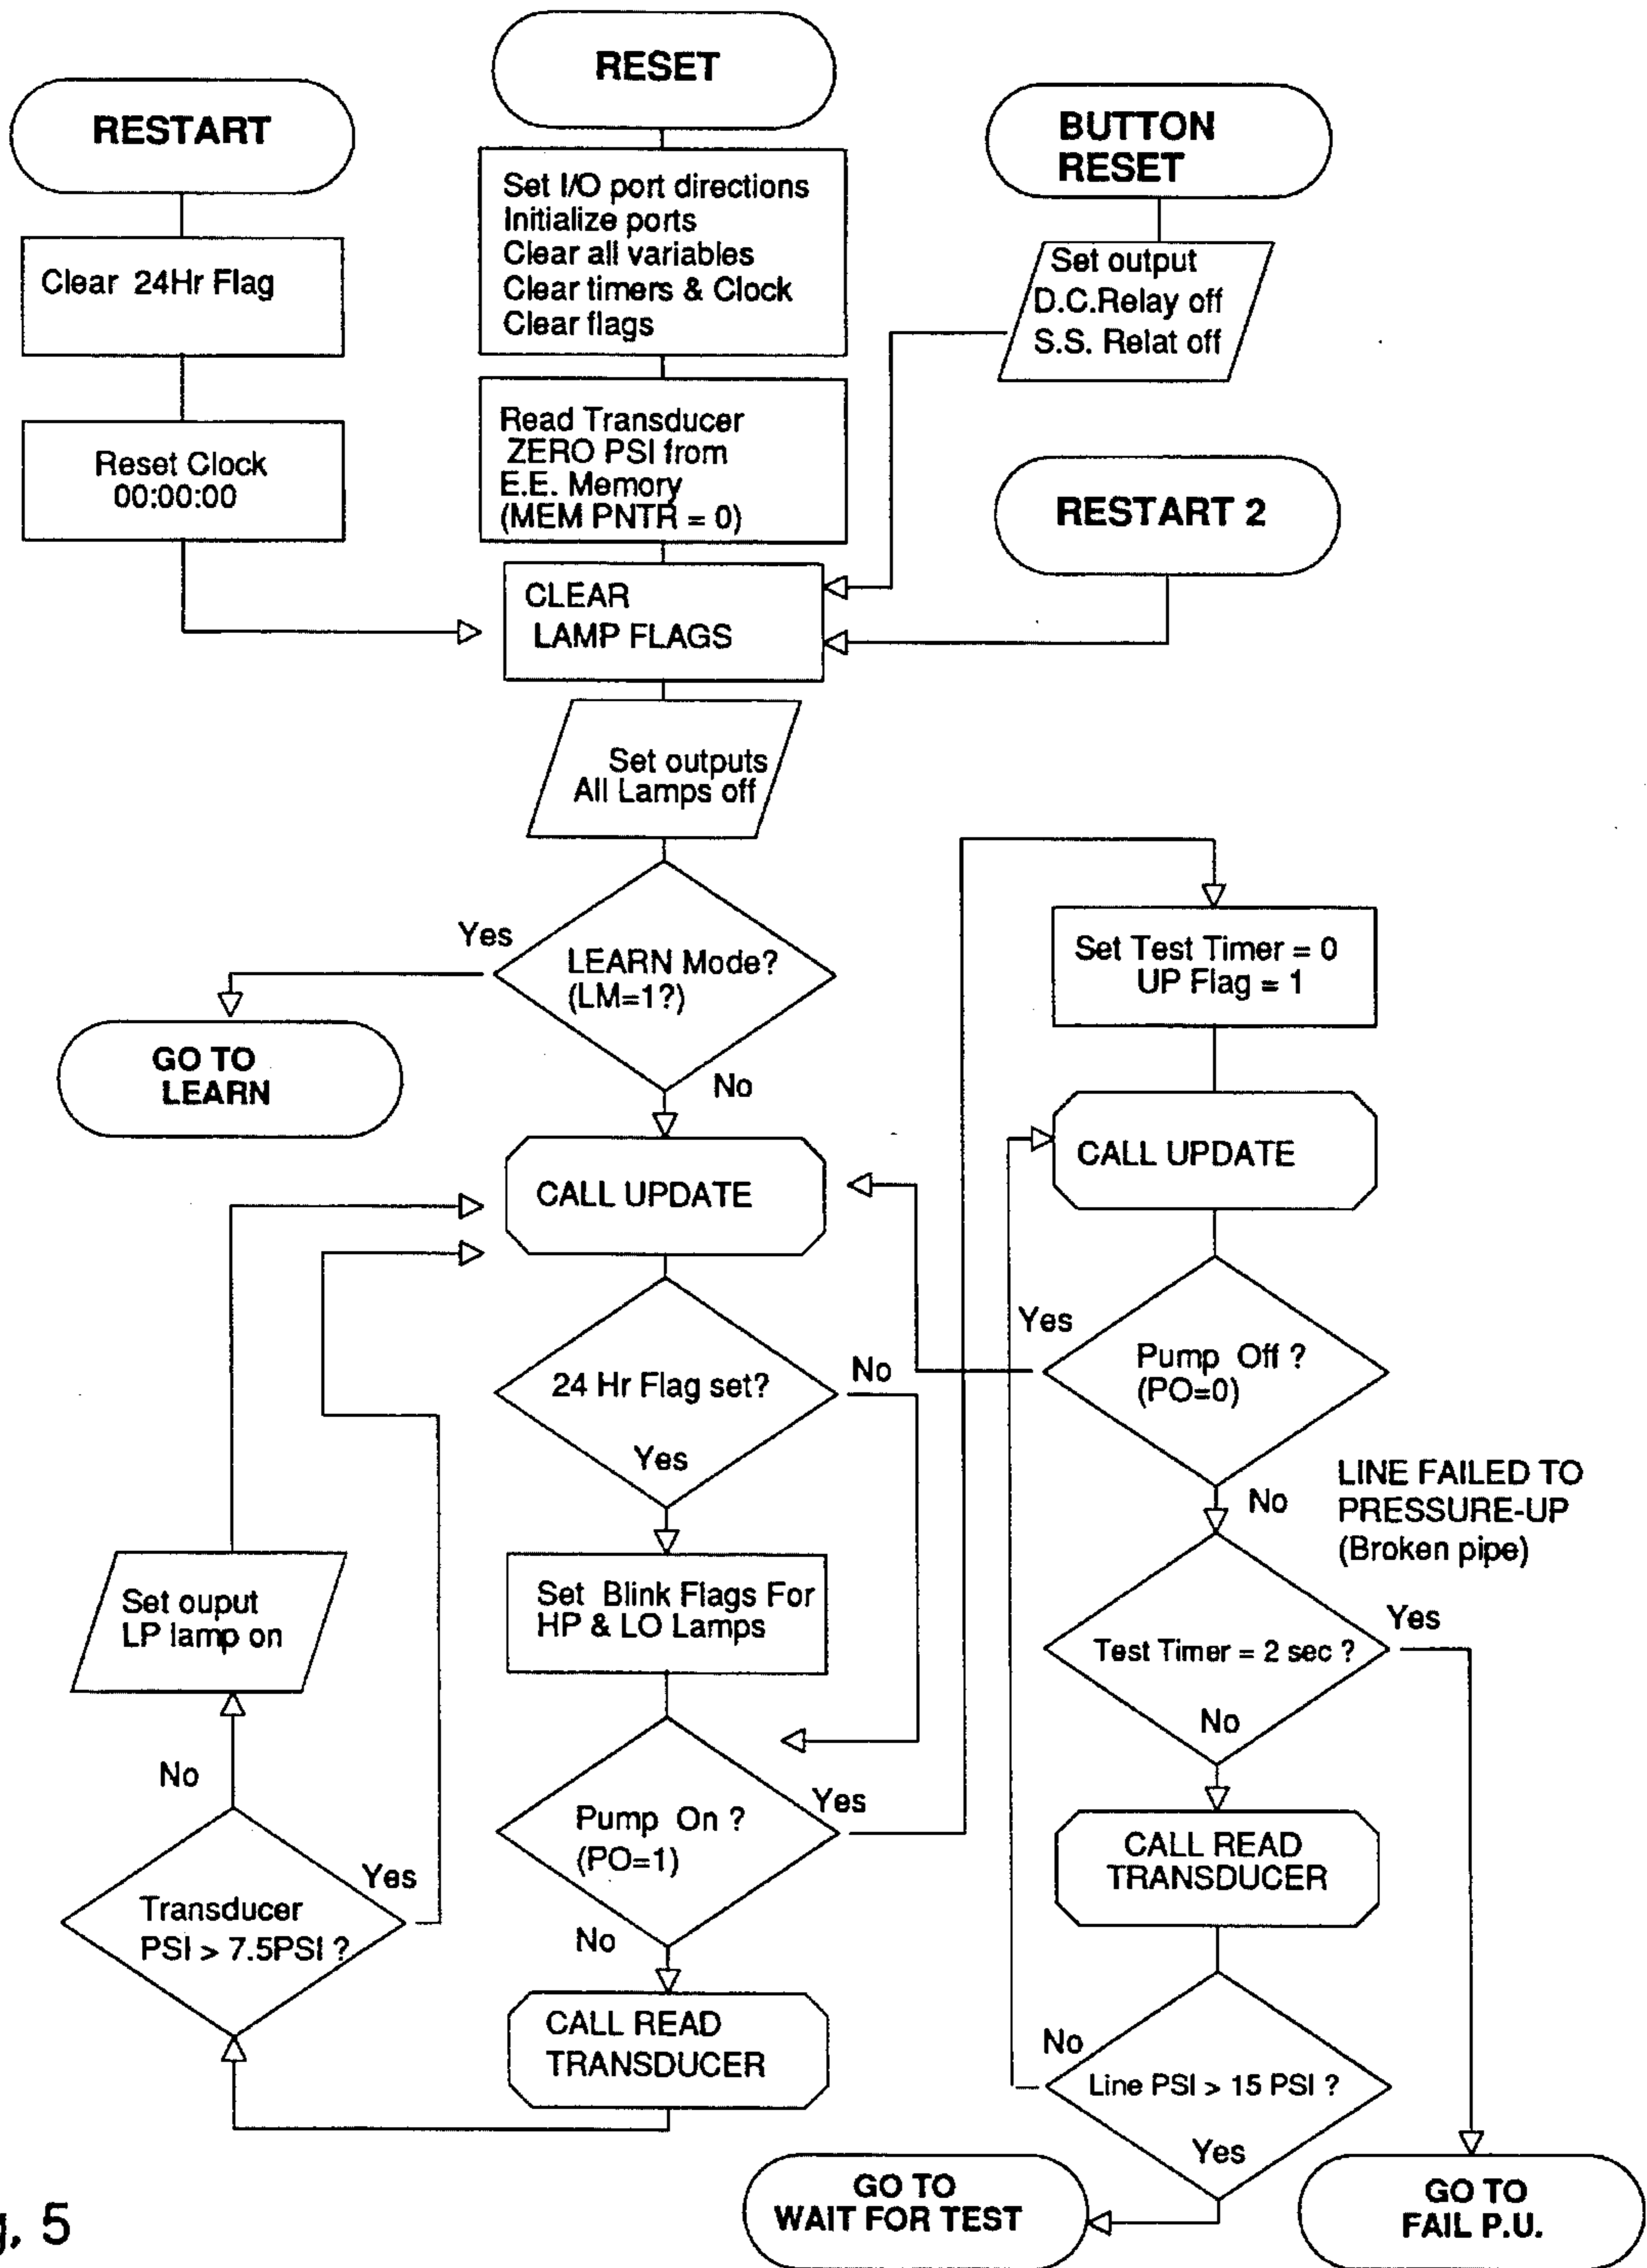 RESET
RESTART
BUTTON
RESET
Set I/O port directions
Initialize ports
Clear all variables
Clear timers & Clock
Clear flags
Clear 24Hr Flag
Set output
D.C.Relay off
S.S. Relat off
Read Transducer
ZERO PSI from
E.E. Memory
(MEM PNTR = 0)
Reset Clock
00:00:00
RESTART 2
CLEAR
LAMP FLAGS
Set outputs
All Lamps off
Yes
LEARN Mode?
(LM=1?)
No
GO TO
LEARN
Set Test Timer = 0
UP Flag = 1
CALL UPDATE
CALL UPDATE
24 Hr Flag set?
No
Yes
Yes
Pump Off ?
(PO=0)
No
LINE FAILED TO
PRESSURE-UP
(Broken pipe)
Set ouput
LP lamp on
Set Blink Flags For
HP & LO Lamps
Test Timer = 2 sec ?
Yes
No
No
Transducer
PSI > 7.5PSI ?
Yes
Pump On ?
(PO=1)
Yes
No
CALL READ
TRANSDUCER
CALL READ
TRANSDUCER
No
Line PSI > 15 PSI ?
Yes
GO TO
WAIT FOR TEST
GO TO
FAIL P.U.
5